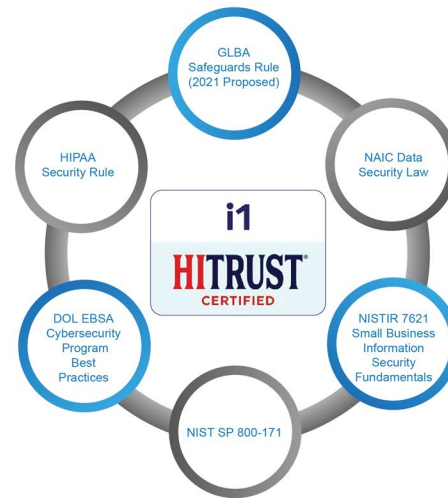 GLBA
Safeguards Rule
(2021 Proposed)
HIPAA
Security Rule
NAIC Data
Security Law
i1
HITRUST®
CERTIFIED
DOL EBSA
Cybersecurity
Program
Best
Practices
NISTIR 7621
Small Business
Information
Security
Fundamentals
NIST SP 800-171